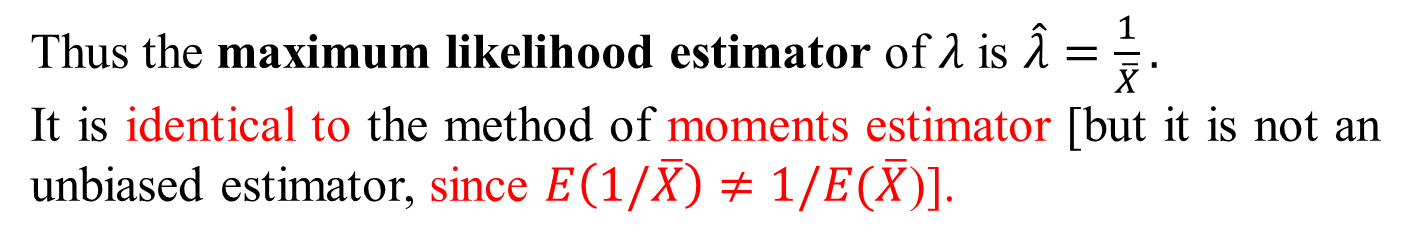 Thus the maximum likelihood estimator of λ is λ̂ = 1/X̄.
It is identical to the method of moments estimator [but it is not an
unbiased estimator, since E(1/X̄) ≠ 1/E(X̄)].